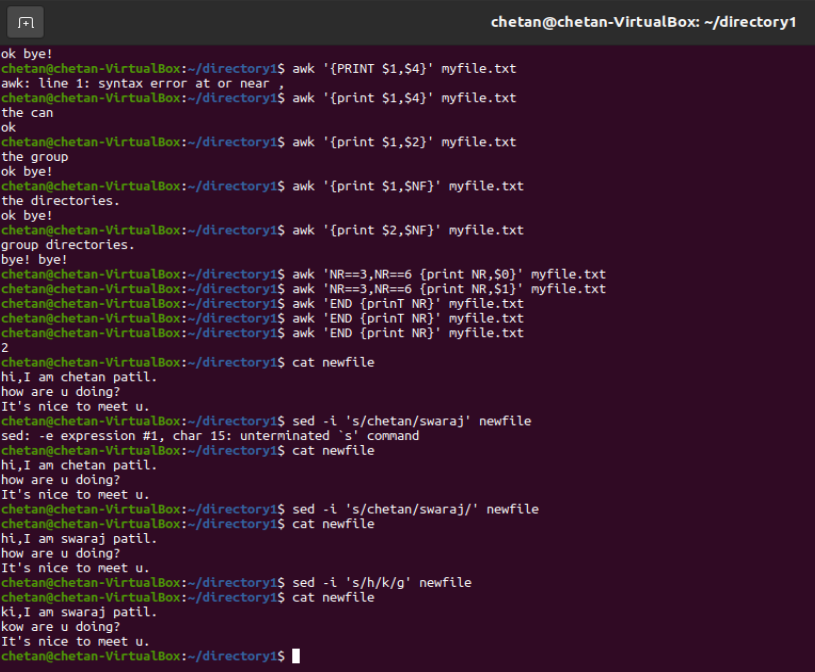 chetan@chetan-VirtualBox: ~/directory1
ok bye!
chetan@chetan-VirtualBox:~/directory1$ awk '{PRINT $1,$4}' myfile.txt
awk: line 1: syntax error at or near ,
chetan@chetan-VirtualBox:~/directory1$ awk '{print $1,$4}' myfile.txt
the can
ok
chetan@chetan-VirtualBox:~/directory1$ awk '{print $1,$2}' myfile.txt
the group
ok bye!
chetan@chetan-VirtualBox:~/directory1$ awk '{print $1,$NF}' myfile.txt
the directories.
ok bye!
chetan@chetan-VirtualBox:~/directory1$ awk '{print $2,$NF}' myfile.txt
group directories.
bye! bye!
chetan@chetan-VirtualBox:~/directory1$ awk 'NR==3,NR==6 {print NR,$0}' myfile.txt
chetan@chetan-VirtualBox:~/directory1$ awk 'NR==3,NR==6 {print NR,$1}' myfile.txt
chetan@chetan-VirtualBox:~/directory1$ awk 'END {prinT NR}' myfile.txt
chetan@chetan-VirtualBox:~/directory1$ awk 'END {prinT NR}' myfile.txt
chetan@chetan-VirtualBox:~/directory1$ awk 'END {print NR}' myfile.txt
2
chetan@chetan-VirtualBox:~/directory1$ cat newfile
hi,I am chetan patil.
how are u doing?
It's nice to meet u.
chetan@chetan-VirtualBox:~/directory1$ sed -i 's/chetan/swaraj' newfile
sed: -e expression #1, char 15: unterminated `s' command
chetan@chetan-VirtualBox:~/directory1$ cat newfile
hi,I am chetan patil.
how are u doing?
It's nice to meet u.
chetan@chetan-VirtualBox:~/directory1$ sed -i 's/chetan/swaraj/' newfile
chetan@chetan-VirtualBox:~/directory1$ cat newfile
hi,I am swaraj patil.
how are u doing?
It's nice to meet u.
chetan@chetan-VirtualBox:~/directory1$ sed -i 's/h/k/g' newfile
chetan@chetan-VirtualBox:~/directory1$ cat newfile
ki,I am swaraj patil.
kow are u doing?
It's nice to meet u.
chetan@chetan-VirtualBox:~/directory1$